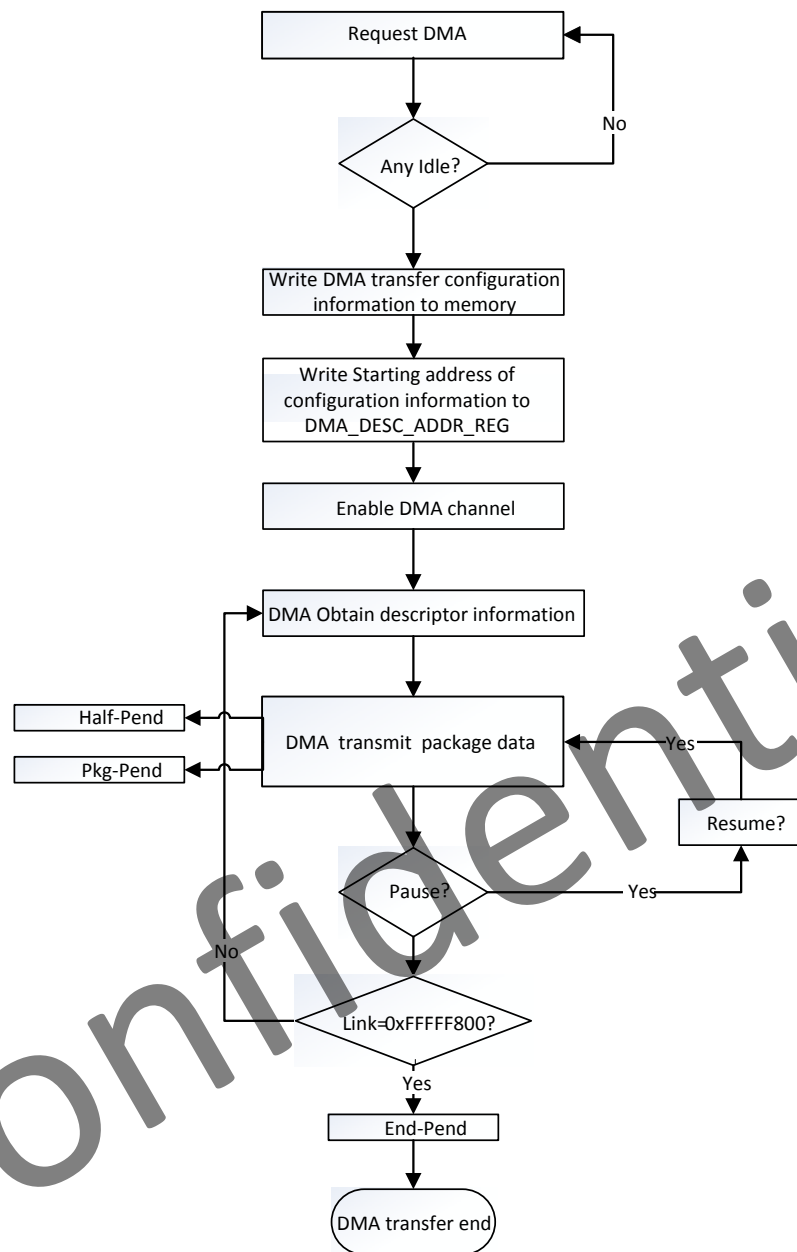 Request DMA
No
Any Idle?
Write DMA transfer configuration
information to memory
Write Starting address of
configuration information to
DMA_DESC_ADDR_REG
Enable DMA channel
DMA Obtain descriptor information
Half-Pend
DMA transmit package data
Yes
Pkg-Pend
Resume?
Pause?
Yes
No
Link=0xFFFFF800?
Yes
End-Pend
DMA transfer end
onfidenti